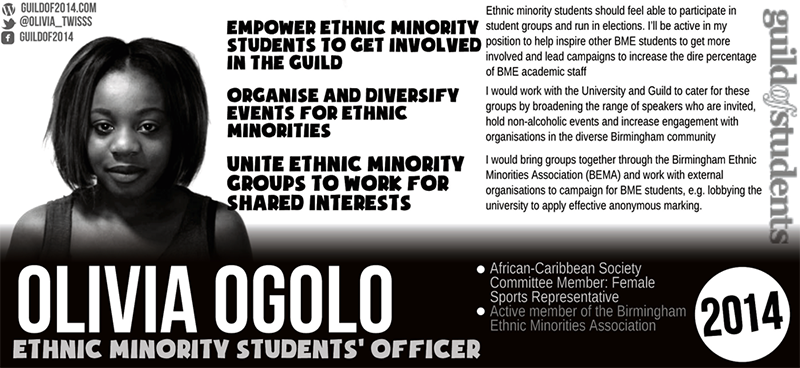 GUILDOF2014.COM
@OLIVIA_TWISSS
GUILDOF2014
EMPOWER ETHNIC MINORITY
STUDENTS TO GET INVOLVED
IN THE GUILD
Ethnic minority students should feel able to participate in
student groups and run in elections. I'll be active in my
position to help inspire other BME students to get more
involved and lead campaigns to increase the dire percentage
of BME academic staff
ORGANISE AND DIVERSIFY
EVENTS FOR ETHNIC
MINORITIES
I would work with the University and Guild to cater for these
groups by broadening the range of speakers who are invited,
hold non-alcoholic events and increase engagement with
organisations in the diverse Birmingham community
UNITE ETHNIC MINORITY
GROUPS TO WORK FOR
SHARED INTERESTS
I would bring groups together through the Birmingham Ethnic
Minorities Association (BEMA) and work with external
organisations to campaign for BME students, e.g. lobbying the
university to apply effective anonymous marking.
guildofstudents
OLIVIA OGOLO
ETHNIC MINORITY STUDENTS' OFFICER
African-Caribbean Society
Committee Member: Female
Sports Representative
Active member of the Birmingham
Ethnic Minorities Association
2014